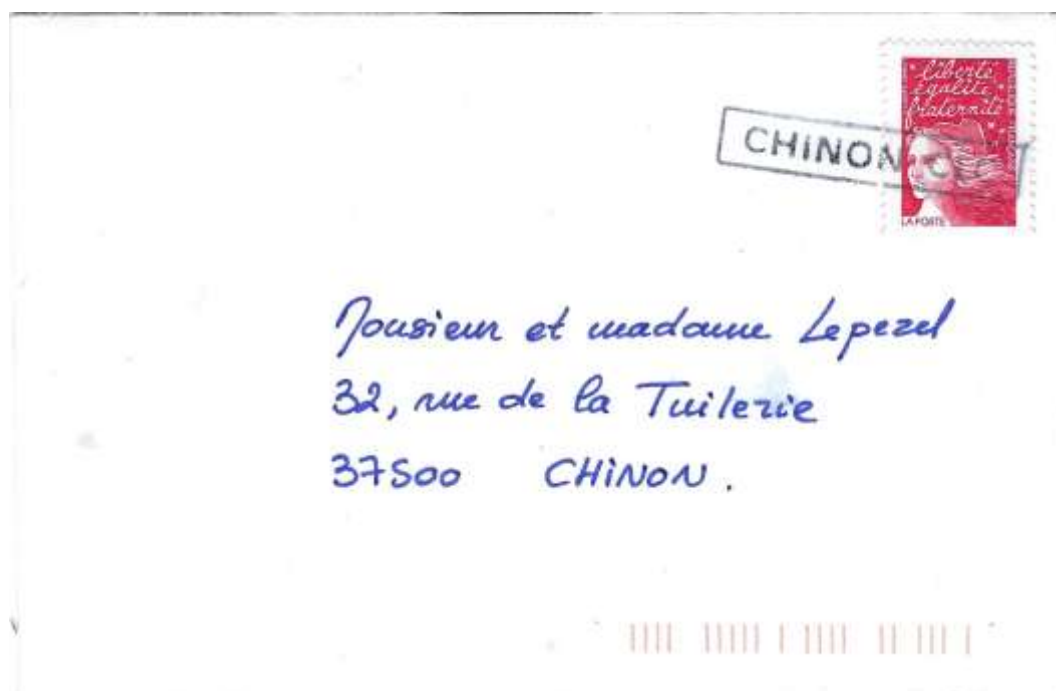 liberté
égalité
fraternité
LA POSTE
CHINON
Monsieur et madame Lepezel
32, rue de la Tuilerie
37500 CHINON.